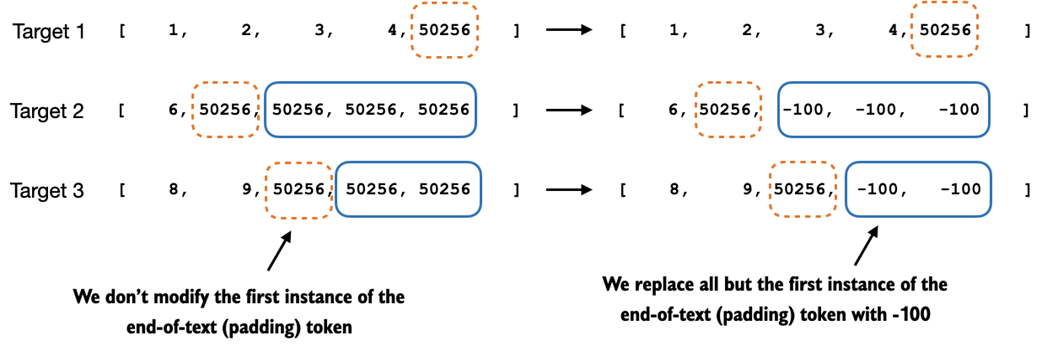 Target 1 [ 1, 2, 3, 4, 50256 ] [ 1, 2, 3, 4, 50256 ]
Target 2 [ 6, 50256, 50256, 50256, 50256 ] [ 6, 50256, -100, -100, -100 ]
Target 3 [ 8, 9, 50256, 50256, 50256 ] [ 8, 9, 50256, -100, -100 ]
We don’t modify the first instance of the
end-of-text (padding) token
We replace all but the first instance of the
end-of-text (padding) token with -100